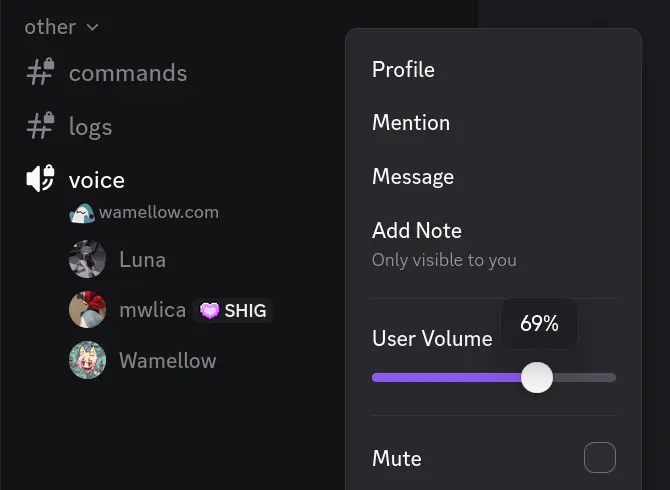 other
commands
logs
voice
wamellow.com
Luna
mwlica SHIG
Wamellow
Profile
Mention
Message
Add Note
Only visible to you
User Volume
69%
Mute